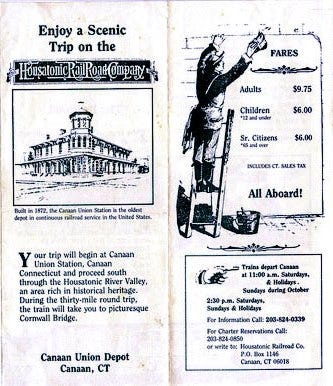 Enjoy a Scenic
Trip on the
Housatonic RailRoad Company
Built in 1872, the Canaan Union Station is the oldest
depot in continuous railroad service in the United States.
Your trip will begin at Canaan
Union Station, Canaan
Connecticut and proceed south
through the Housatonic River Valley,
an area rich in historical heritage.
During the thirty-mile round trip,
the train will take you to picturesque
Cornwall Bridge.
Canaan Union Depot
Canaan, CT
FARES
Adults $9.75
Children $6.00
*12 and under
Sr. Citizens $6.00
*65 and over
INCLUDES CT. SALES TAX
All Aboard!
Trains depart Canaan
at 11:00 a.m. Saturdays,
Sundays & Holidays.
Sundays during October
2:30 p.m. Saturdays,
Sundays & Holidays
For Information Call: 203-824-0339
For Charter Reservations Call:
203-824-0850
or write to: Housatonic Railroad Co.
P.O. Box 1146
Canaan, CT 06018